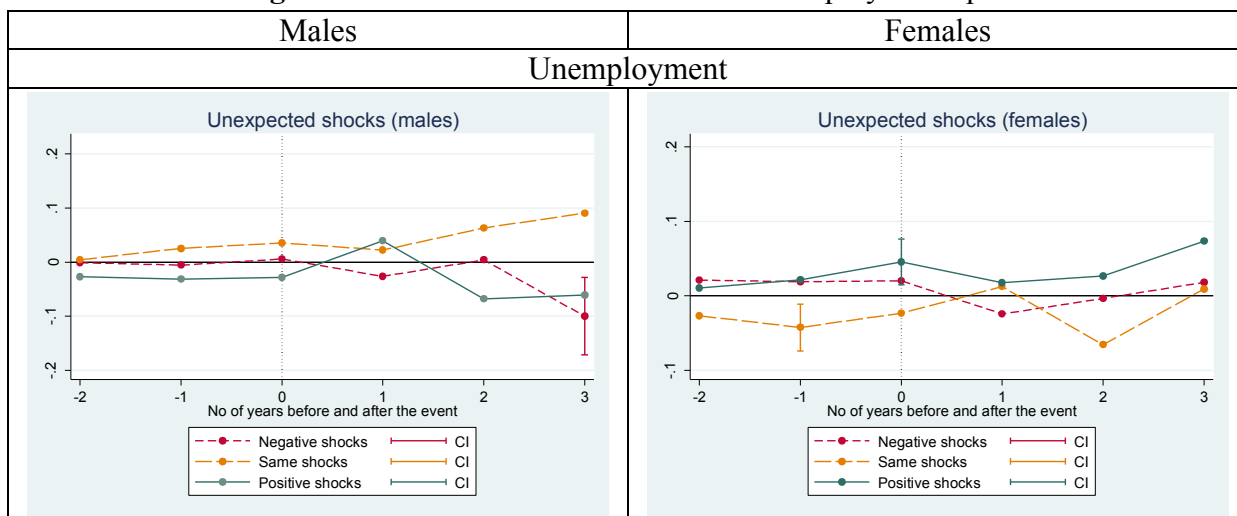 Males Females
Unemployment
Unexpected shocks (males)
.2
.1
0
-.1
-.2
-2 -1 0 1 2 3
No of years before and after the event
Negative shocks CI
Same shocks CI
Positive shocks CI
Unexpected shocks (females)
.2
.1
0
-.1
-2 -1 0 1 2 3
No of years before and after the event
Negative shocks CI
Same shocks CI
Positive shocks CI